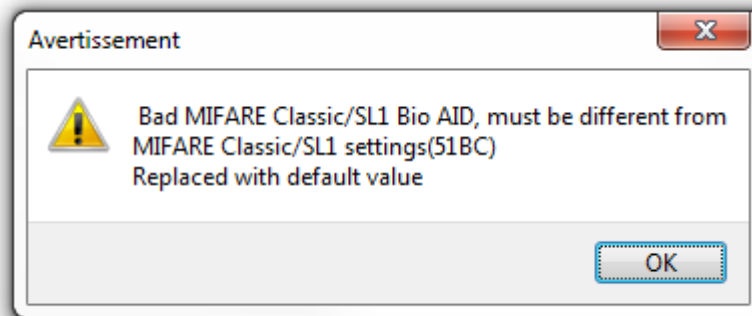 Avertissement
Bad MIFARE Classic/SL1 Bio AID, must be different from
MIFARE Classic/SL1 settings(51BC)
Replaced with default value
OK